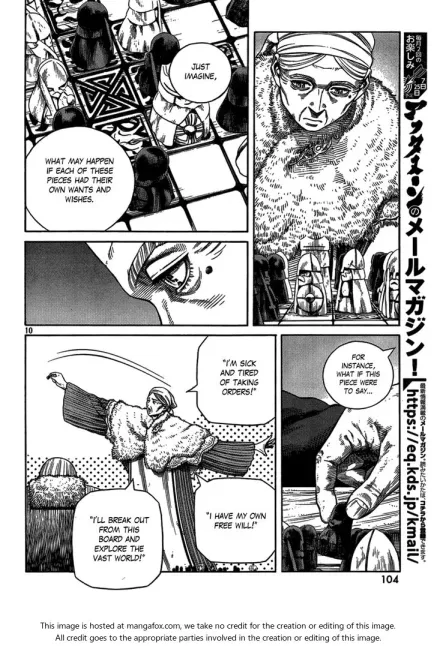 JUST
IMAGINE,
WHAT MAY HAPPEN
IF EACH OF THESE
PIECES HAD THEIR
OWN WANTS AND
WISHES.
10
FOR
INSTANCE,
WHAT IF THIS
PIECE WERE
TO SAY...
"I'M SICK
AND TIRED
OF TAKING
ORDERS!"
"I HAVE MY OWN
FREE WILL!"
"I'LL BREAK OUT
FROM THIS
BOARD AND
EXPLORE THE
VAST WORLD!"
お楽しみ
のメールマガジン!
https://eq.kds.jp/kmail/
104
This image is hosted at mangafox.com, we take no credit for the creation or editing of this image.
All credit goes to the appropriate parties involved in the creation or editing of this image.